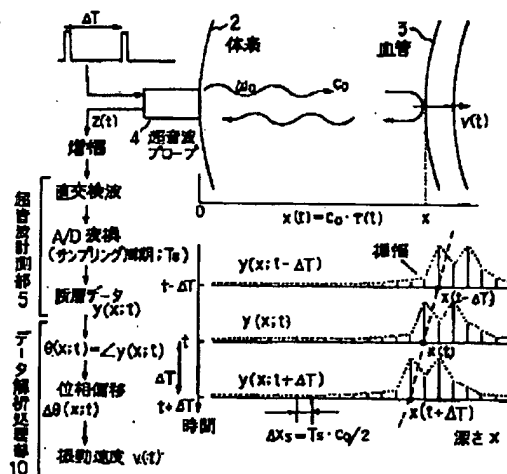 ΔT
2
体表
3
血管
ω₀
C₀
v(t)
z(t)
4
超音波
プローブ
増幅
直交検波
A/D 変換
(サンプリング周期;Ts)
断層データ
y(x;t)
超音波計測部 5
θ(x;t)=∠y(x;t)
位相偏移
Δθ(x;t)
振動速度 v(t)
データ解析処理部 10
0
x(t)=C₀・τ(t)
x
振幅
y(x;t-ΔT)
t-ΔT
x(t-ΔT)
y(x;t)
t
x(t)
ΔT
y(x;t+ΔT)
t+ΔT
x(t+ΔT)
時間
ΔXs=Ts・C₀/2
深さ x